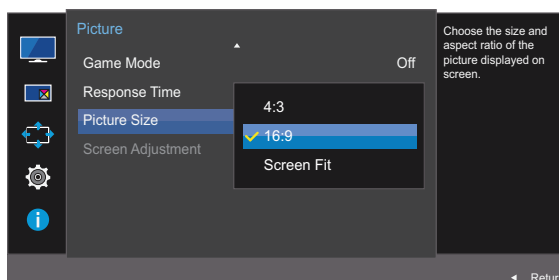 Picture
Game Mode Off
Response Time
Picture Size
Screen Adjustment
4:3
16:9
Screen Fit
Choose the size and
aspect ratio of the
picture displayed on
screen.